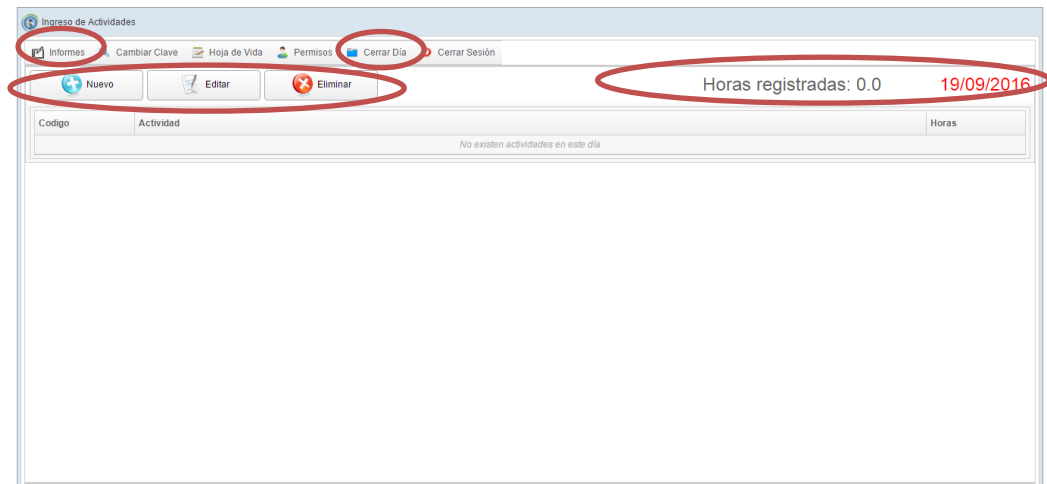 Ingreso de Actividades
Informes Cambiar Clave Hoja de Vida Permisos Cerrar Día Cerrar Sesión
Nuevo Editar Eliminar Horas registradas: 0.0 19/09/2016
Codigo Actividad Horas
No existen actividades en este día